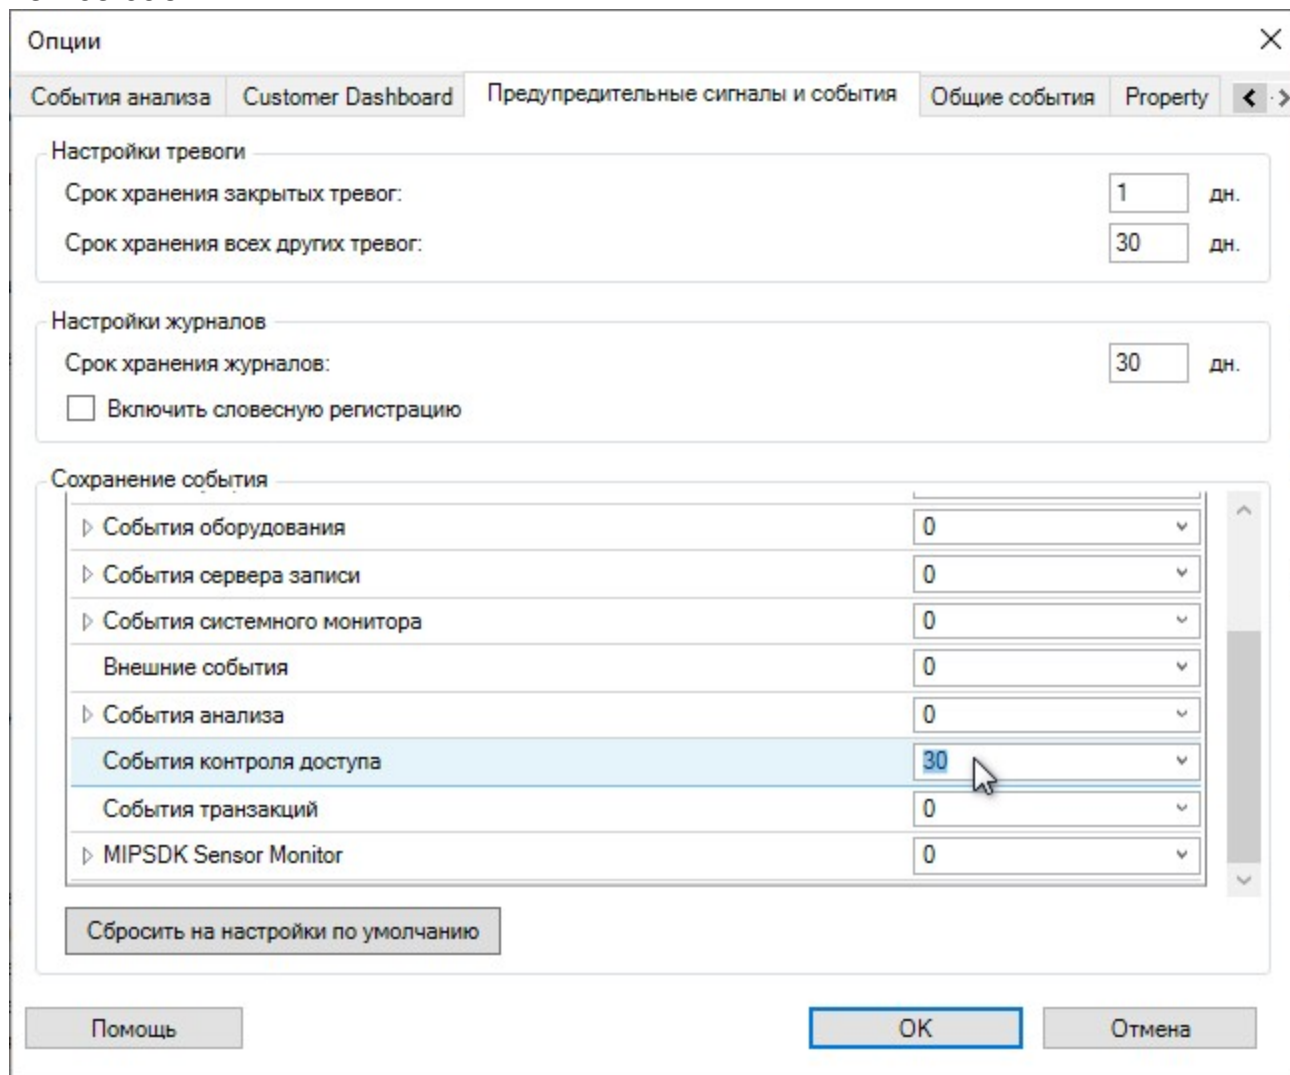 Опции
События анализа Customer Dashboard Предупредительные сигналы и события Общие события Property
Настройки тревоги
Срок хранения закрытых тревог: 1 дн.
Срок хранения всех других тревог: 30 дн.
Настройки журналов
Срок хранения журналов: 30 дн.
Включить словесную регистрацию
Сохранение события
События оборудования 0
События сервера записи 0
События системного монитора 0
Внешние события 0
События анализа 0
События контроля доступа 30
События транзакций 0
MIPSDK Sensor Monitor 0
Сбросить на настройки по умолчанию
Помощь OK Отмена